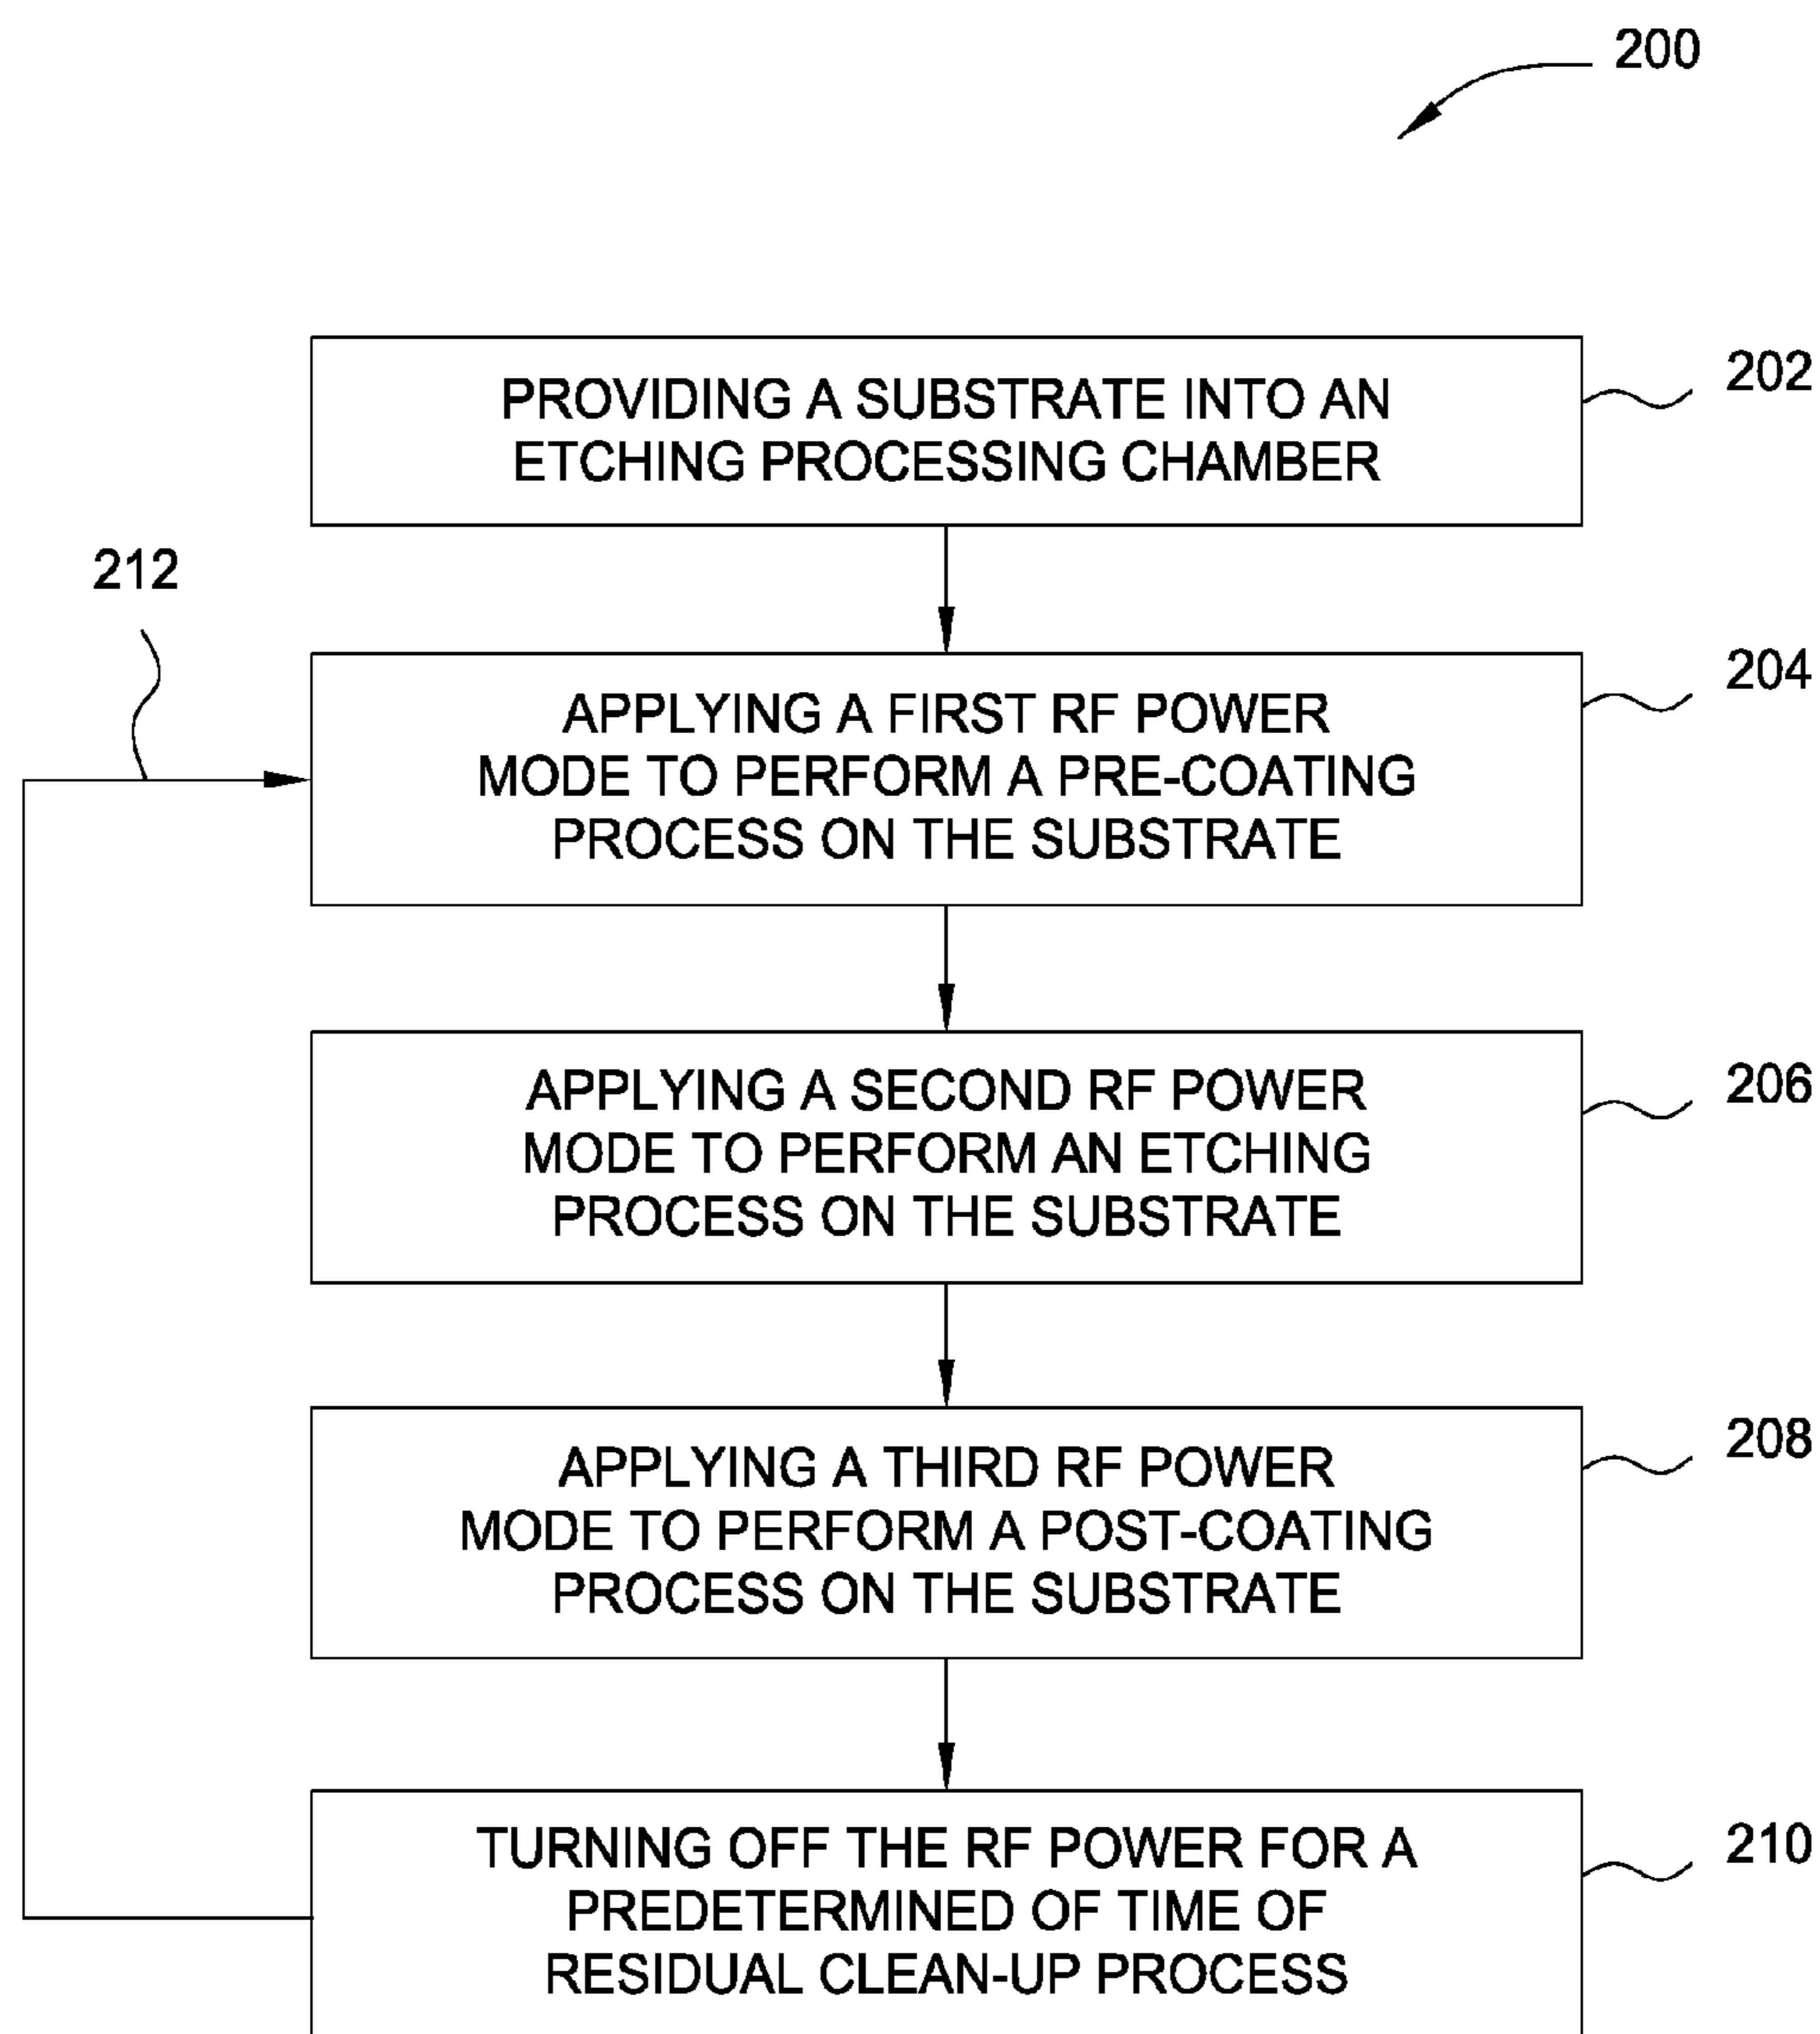 200
PROVIDING A SUBSTRATE INTO AN
ETCHING PROCESSING CHAMBER
202
212
APPLYING A FIRST RF POWER
MODE TO PERFORM A PRE-COATING
PROCESS ON THE SUBSTRATE
204
APPLYING A SECOND RF POWER
MODE TO PERFORM AN ETCHING
PROCESS ON THE SUBSTRATE
206
APPLYING A THIRD RF POWER
MODE TO PERFORM A POST-COATING
PROCESS ON THE SUBSTRATE
208
TURNING OFF THE RF POWER FOR A
PREDETERMINED OF TIME OF
RESIDUAL CLEAN-UP PROCESS
210